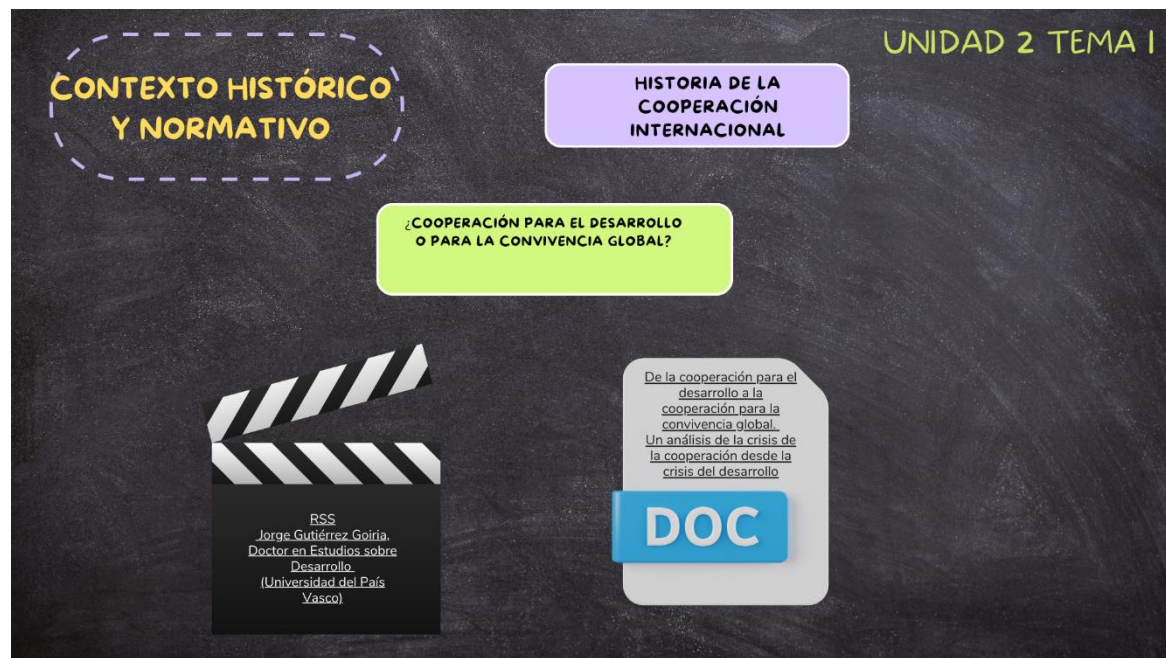 UNIDAD 2 TEMA 1
CONTEXTO HISTÓRICO
Y NORMATIVO
HISTORIA DE LA
COOPERACIÓN
INTERNACIONAL
¿COOPERACIÓN PARA EL DESARROLLO
O PARA LA CONVIVENCIA GLOBAL?
RSS
Jorge Gutiérrez Goiria,
Doctor en Estudios sobre
Desarrollo
(Universidad del País
Vasco)
De la cooperación para el
desarrollo a la
cooperación para la
convivencia global.
Un análisis de la crisis de
la cooperación desde la
crisis del desarrollo
DOC